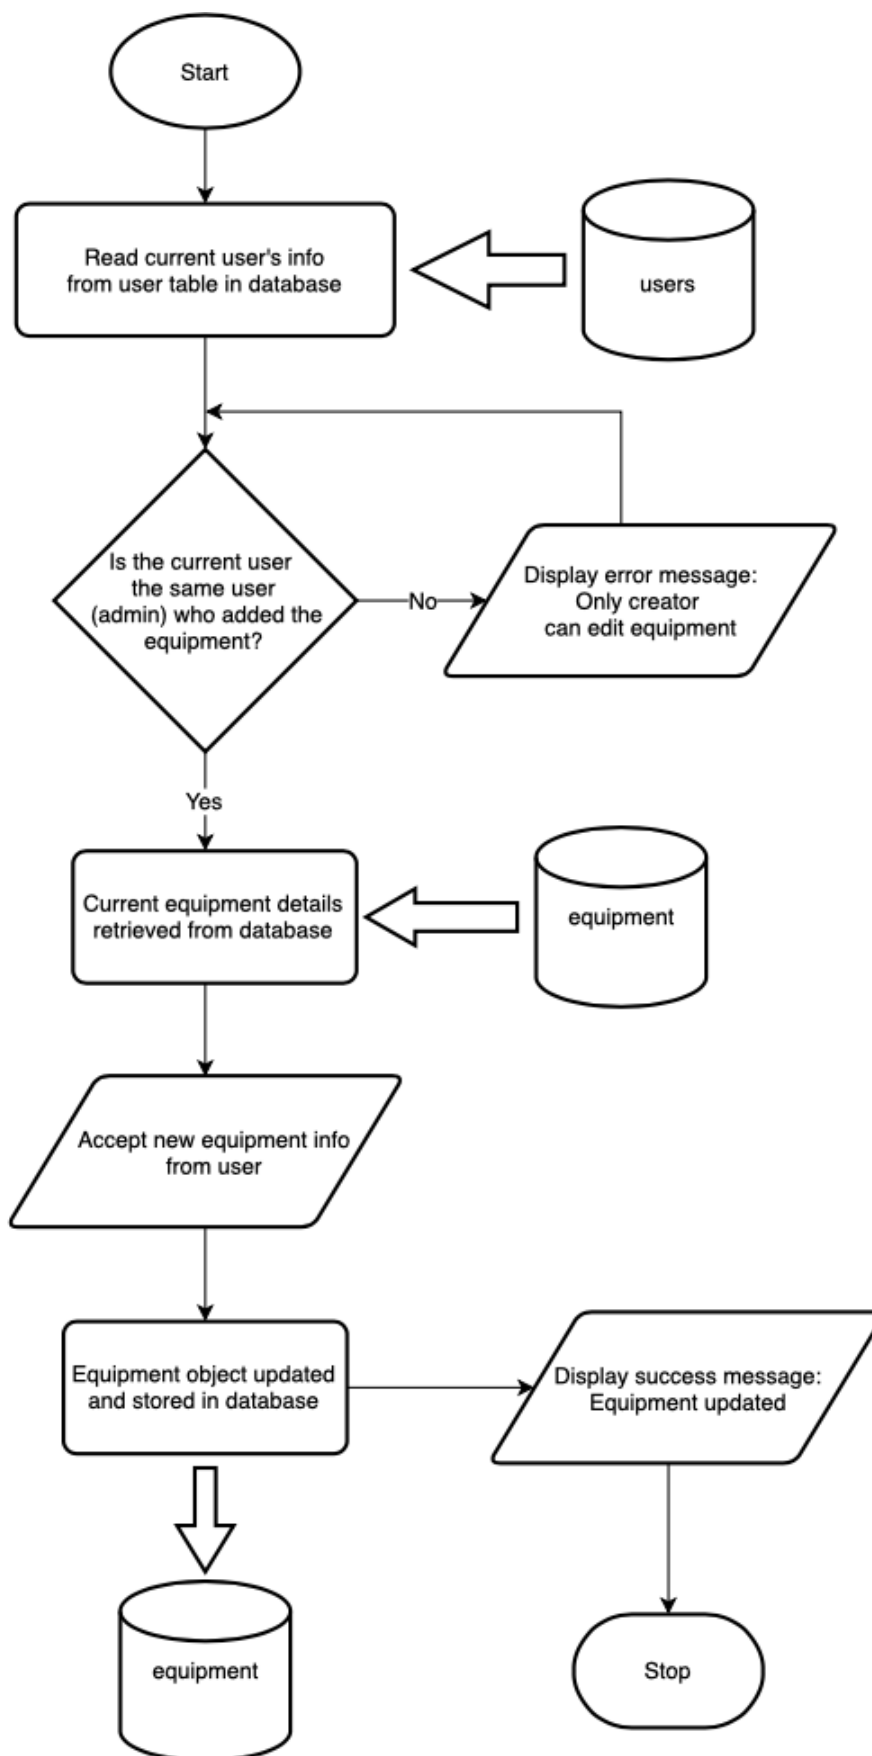 Start
Read current user's info
from user table in database
users
Is the current user
the same user
(admin) who added the
equipment?
No
Display error message:
Only creator
can edit equipment
Yes
Current equipment details
retrieved from database
equipment
Accept new equipment info
from user
Equipment object updated
and stored in database
Display success message:
Equipment updated
equipment
Stop